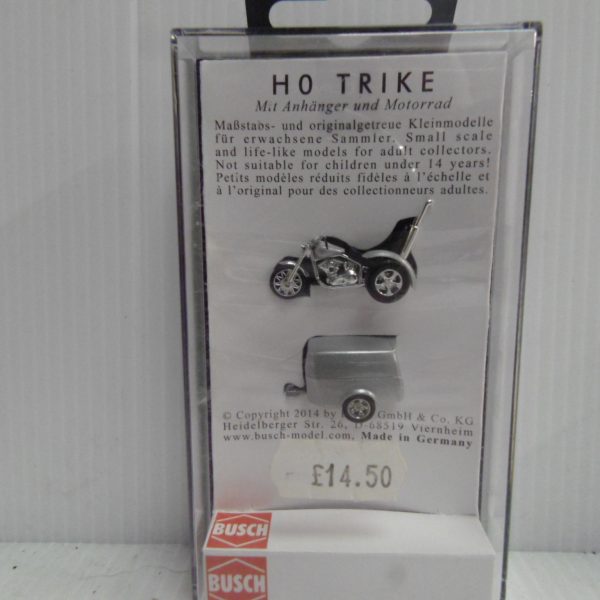 HO TRIKE
Mit Anhänger und Motorrad
Maßstabs- und originalgetreue Kleinmodelle
für erwachsene Sammler. Small scale
and life-like models for adult collectors.
Not suitable for children under 14 years!
Petits modèles réduits fidèles à l'échelle et
à l'original pour des collectionneurs adultes.
© Copyright 2014 by GmbH & Co. KG
Heidelberger Str. 26, D-68519 Viernheim
www.busch-model.com, Made in Germany
£14.50
BUSCH
BUSCH